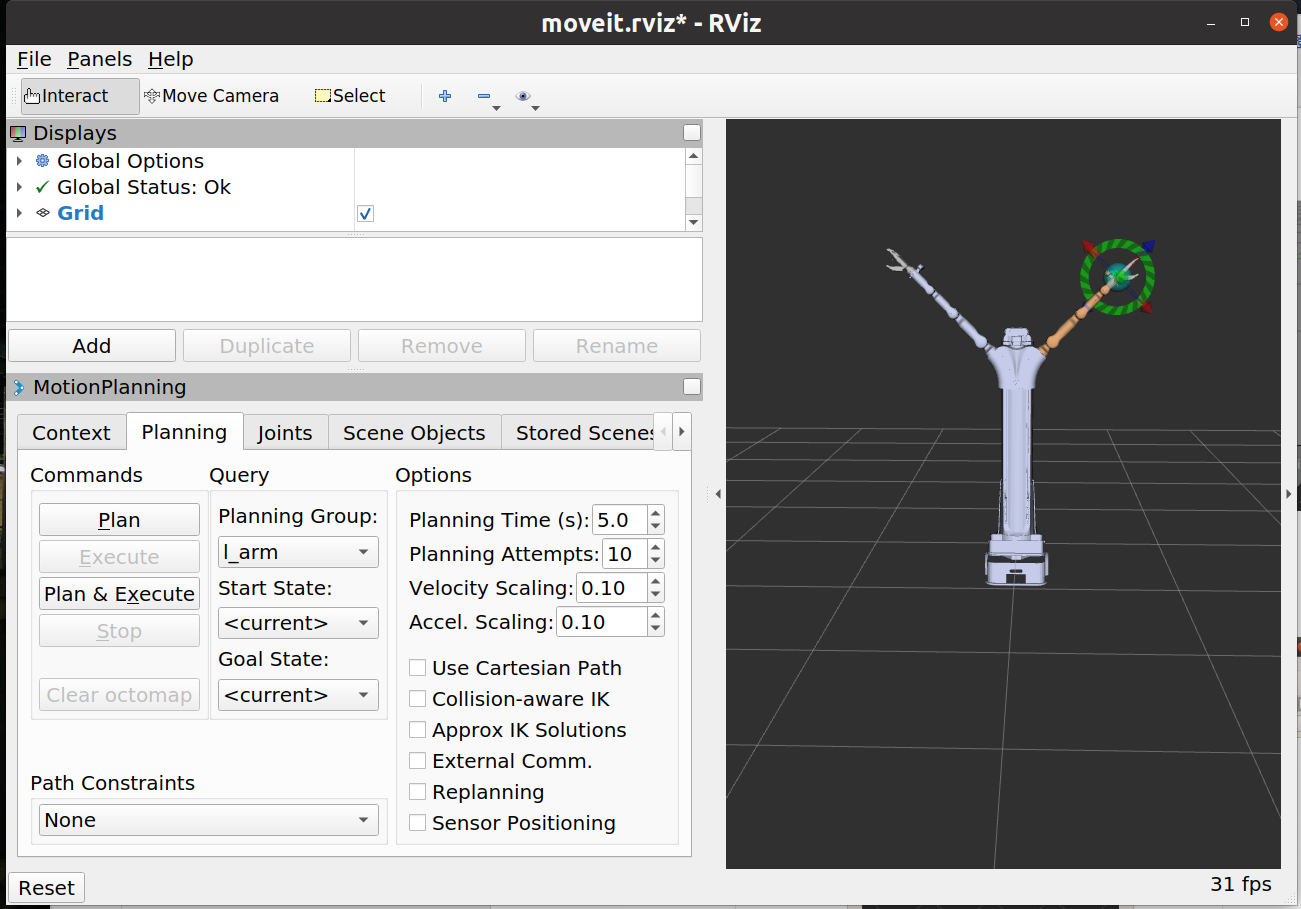 moveit.rviz* - RViz
File Panels Help
Interact Move Camera Select
Displays
Global Options
Global Status: Ok
Grid
Add Duplicate Remove Rename
MotionPlanning
Context Planning Joints Scene Objects Stored Scenes
Commands Query Options
Plan
Execute
Plan & Execute
Stop
Clear octomap
Planning Group:
l_arm
Start State:
<current>
Goal State:
<current>
Planning Time (s): 5.0
Planning Attempts: 10
Velocity Scaling: 0.10
Accel. Scaling: 0.10
Use Cartesian Path
Collision-aware IK
Approx IK Solutions
External Comm.
Replanning
Sensor Positioning
Path Constraints
None
Reset
31 fps